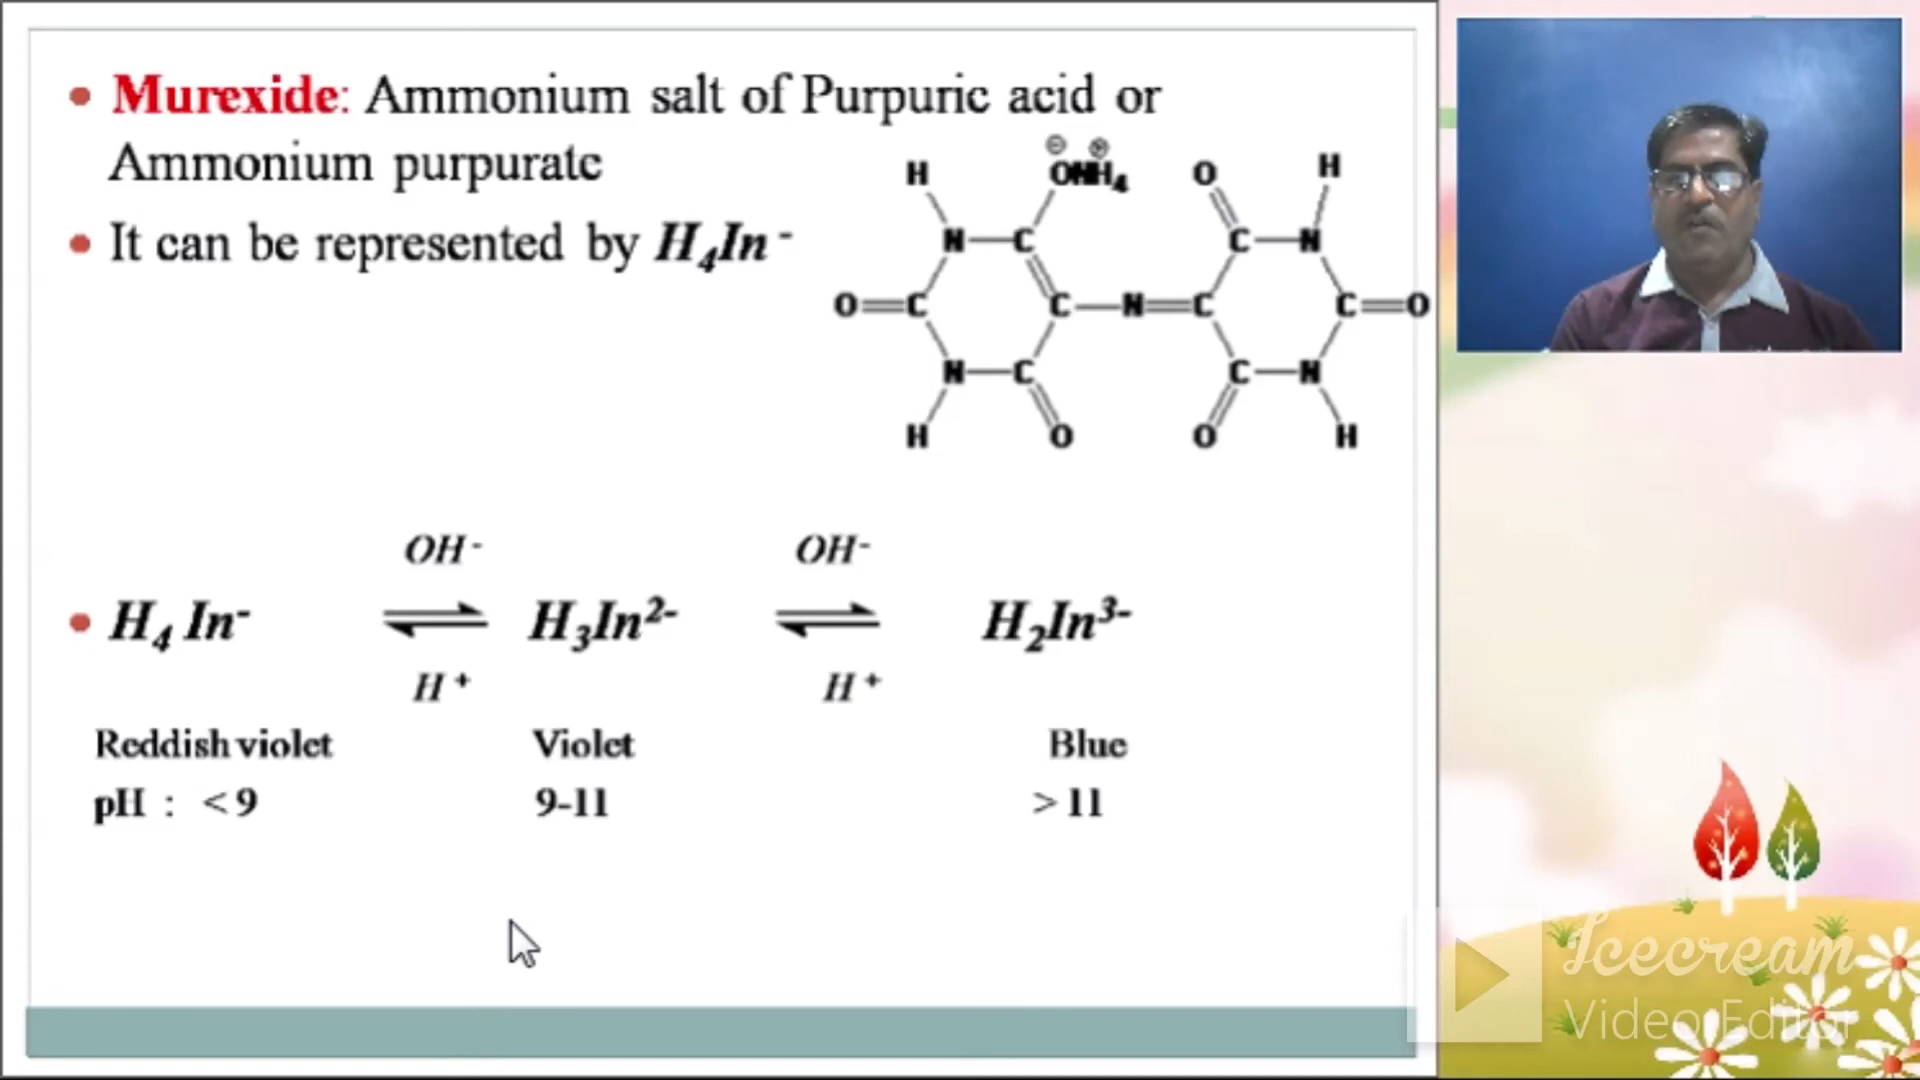 • Murexide: Ammonium salt of Purpuric acid or
Ammonium purpurate
• It can be represented by H₄In⁻
H O⊖NH₄⊕ O H
N C C N
O C C N C C O
N C C N
H O O H
OH⁻ OH⁻
• H₄ In⁻ ⇌ H₃In²⁻ ⇌ H₂In³⁻
H⁺ H⁺
Reddish violet Violet Blue
pH : < 9 9-11 > 11
Icecream
Video Editor